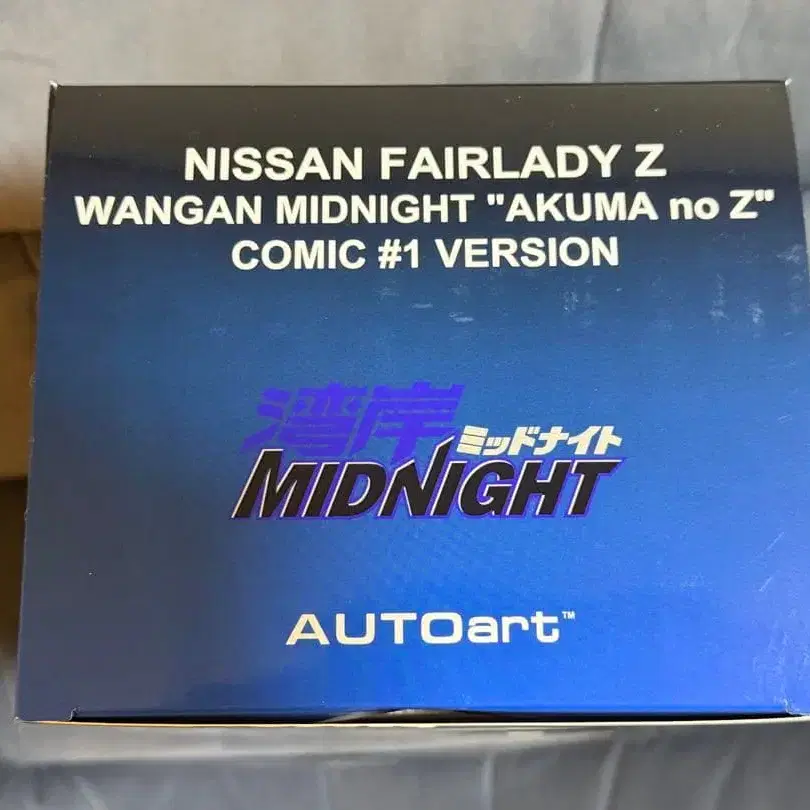 NISSAN FAIRLADY Z
WANGAN MIDNIGHT "AKUMA no Z"
COMIC #1 VERSION
湾岸
ミッドナイト
MIDNIGHT
AUTOart™